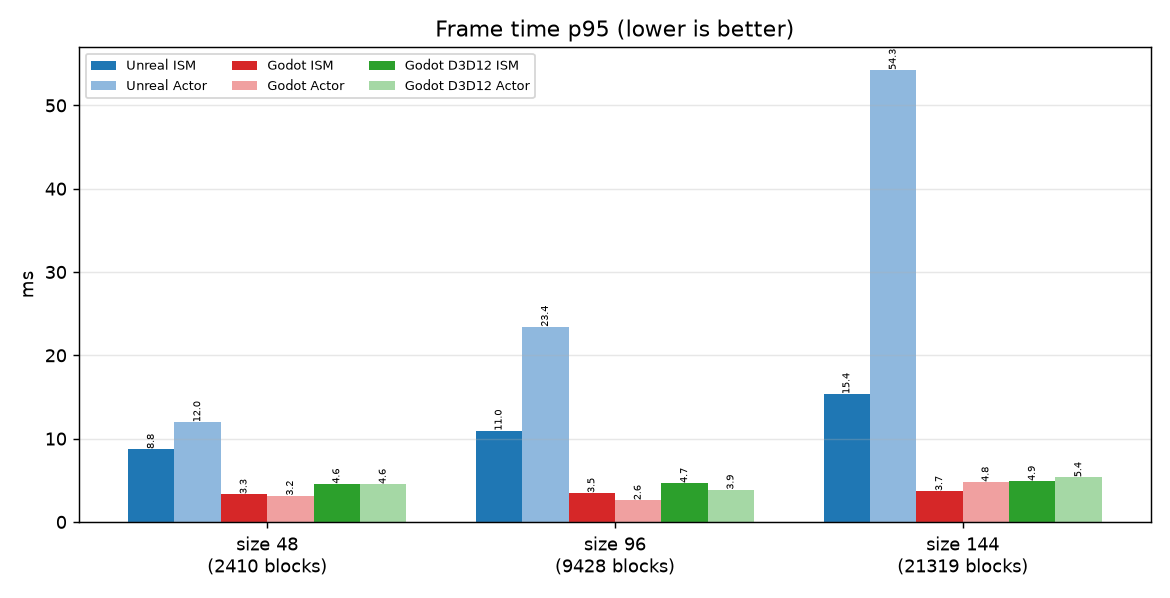 Frame time p95 (lower is better)
Unreal ISM
Unreal Actor
Godot ISM
Godot Actor
Godot D3D12 ISM
Godot D3D12 Actor
ms
50
40
30
20
10
0
8.8
12.0
3.3
3.2
4.6
4.6
11.0
23.4
3.5
2.6
4.7
3.9
15.4
54.3
3.7
4.8
4.9
5.4
size 48
(2410 blocks)
size 96
(9428 blocks)
size 144
(21319 blocks)